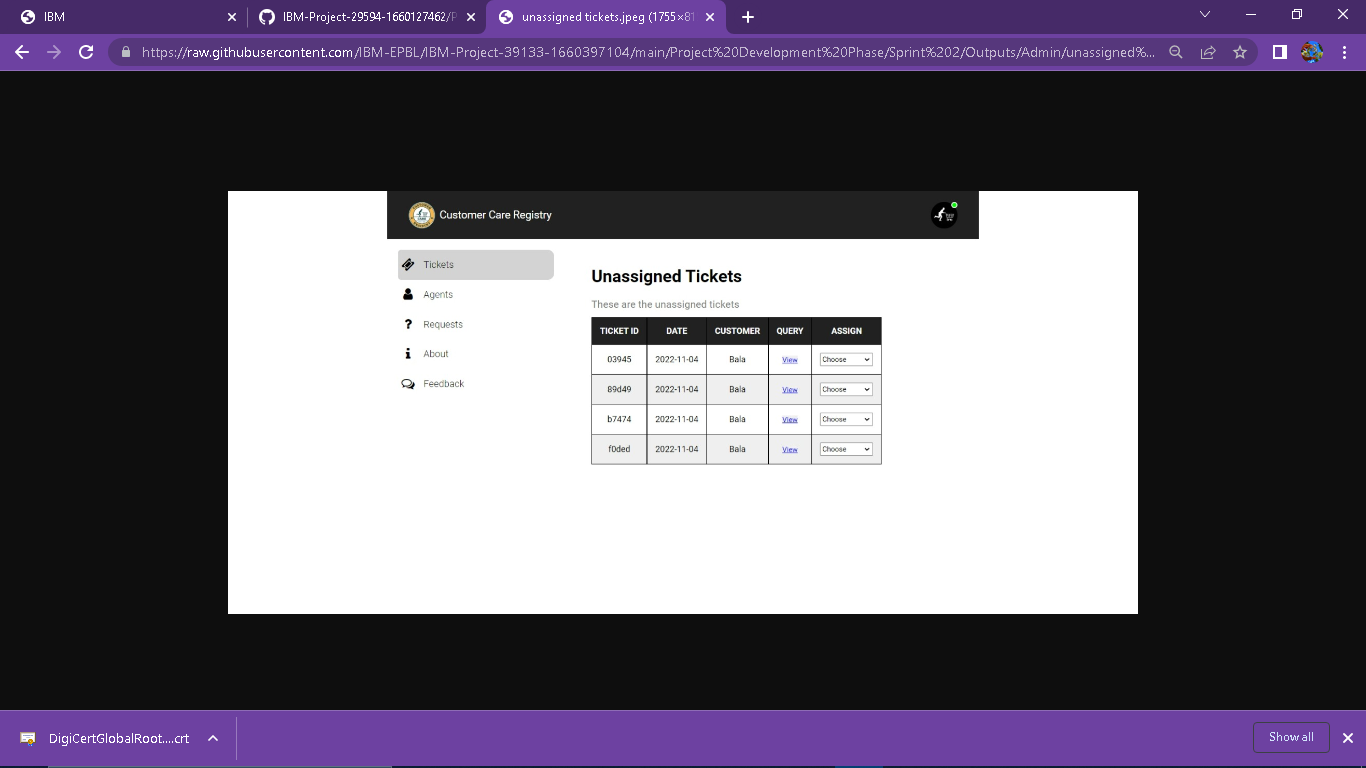 IBM
IBM-Project-29594-1660127462/P
unassigned tickets.jpeg (1755×81
https://raw.githubusercontent.com/IBM-EPBL/IBM-Project-39133-1660397104/main/Project%20Development%20Phase/Sprint%202/Outputs/Admin/unassigned%...
Customer Care Registry
Tickets
Agents
Requests
About
Feedback
Unassigned Tickets
These are the unassigned tickets
TICKET ID DATE CUSTOMER QUERY ASSIGN
03945 2022-11-04 Bala View Choose
89d49 2022-11-04 Bala View Choose
b7474 2022-11-04 Bala View Choose
f0ded 2022-11-04 Bala View Choose
DigiCertGlobalRoot....crt
Show all